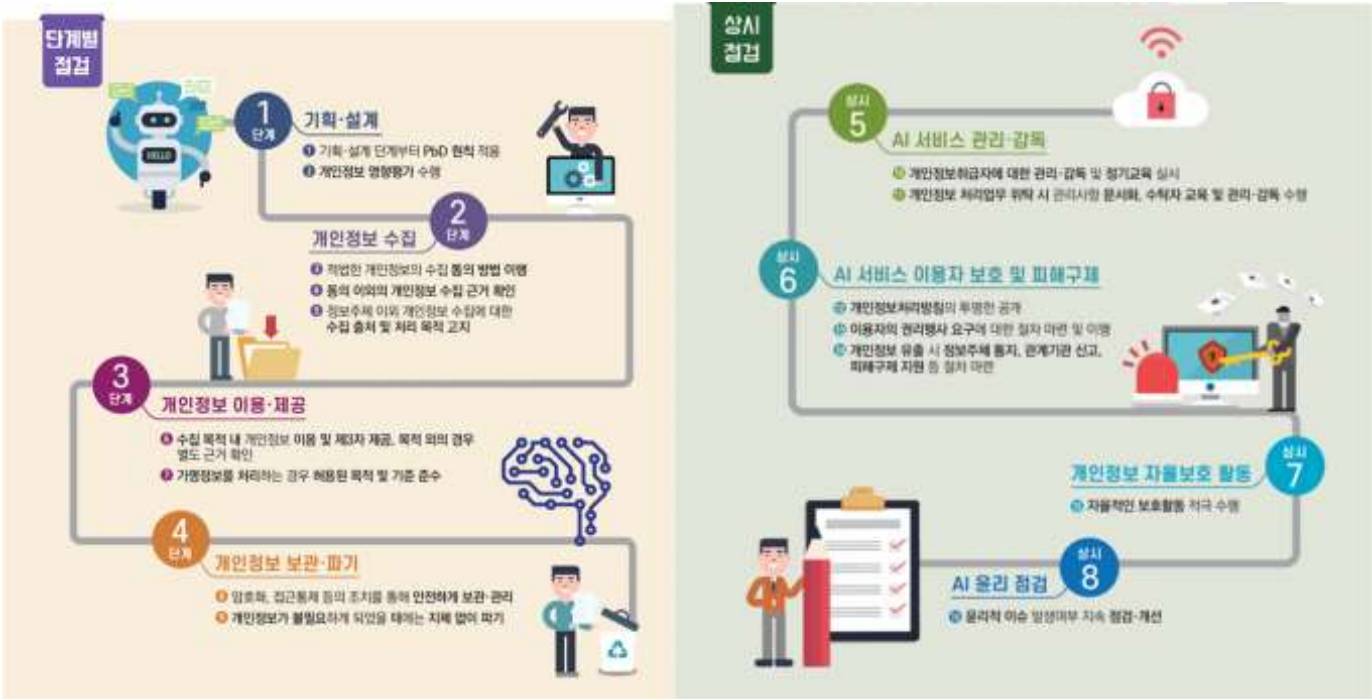 단계별
점검
HELLO
1
단계
기획·설계
1 기획·설계 단계부터 PbD 원칙 적용
2 개인정보 영향평가 수행
2
단계
개인정보 수집
3 적법한 개인정보의 수집 동의 방법 이행
4 동의 이외의 개인정보 수집 근거 확인
5 정보주체 이외 개인정보 수집에 대한
수집 출처 및 처리 목적 고지
3
단계
개인정보 이용·제공
6 수집 목적 내 개인정보 이용 및 제3자 제공, 목적 외의 경우
별도 근거 확인
7 가명정보를 처리하는 경우 허용된 목적 및 기준 준수
4
단계
개인정보 보관·파기
8 암호화, 접근통제 등의 조치를 통해 안전하게 보관·관리
9 개인정보가 불필요하게 되었을 때에는 지체 없이 파기
상시
점검
상시
5
AI 서비스 관리·감독
10 개인정보취급자에 대한 관리·감독 및 정기교육 실시
11 개인정보 처리업무 위탁 시 관리사항 문서화, 수탁자 교육 및 관리·감독 수행
상시
6
AI 서비스 이용자 보호 및 피해구제
12 개인정보처리방침의 투명한 공개
13 이용자의 권리행사 요구에 대한 절차 마련 및 이행
14 개인정보 유출 시 정보주체 통지, 관계기관 신고,
피해구제 지원 등 절차 마련
상시
7
개인정보 자율보호 활동
15 자율적인 보호활동 적극 수행
상시
8
AI 윤리 점검
16 윤리적 이슈 발생여부 지속 점검·개선